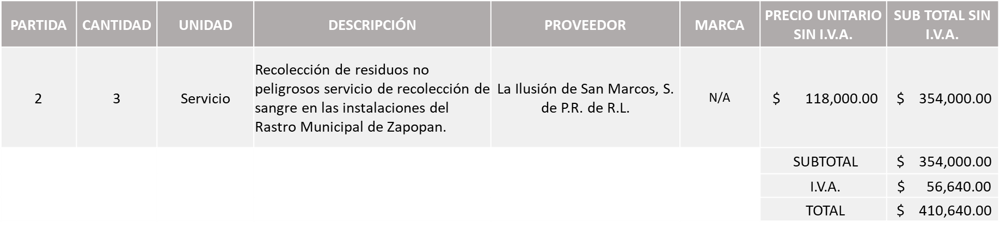 PARTIDA CANTIDAD UNIDAD DESCRIPCIÓN PROVEEDOR MARCA PRECIO UNITARIO SIN I.V.A. SUB TOTAL SIN I.V.A.
2 3 Servicio
Recolección de residuos no
peligrosos servicio de recolección de
sangre en las instalaciones del
Rastro Municipal de Zapopan.
La Ilusión de San Marcos, S.
de P.R. de R.L.
N/A $ 118,000.00 $ 354,000.00
SUBTOTAL $ 354,000.00
I.V.A. $ 56,640.00
TOTAL $ 410,640.00